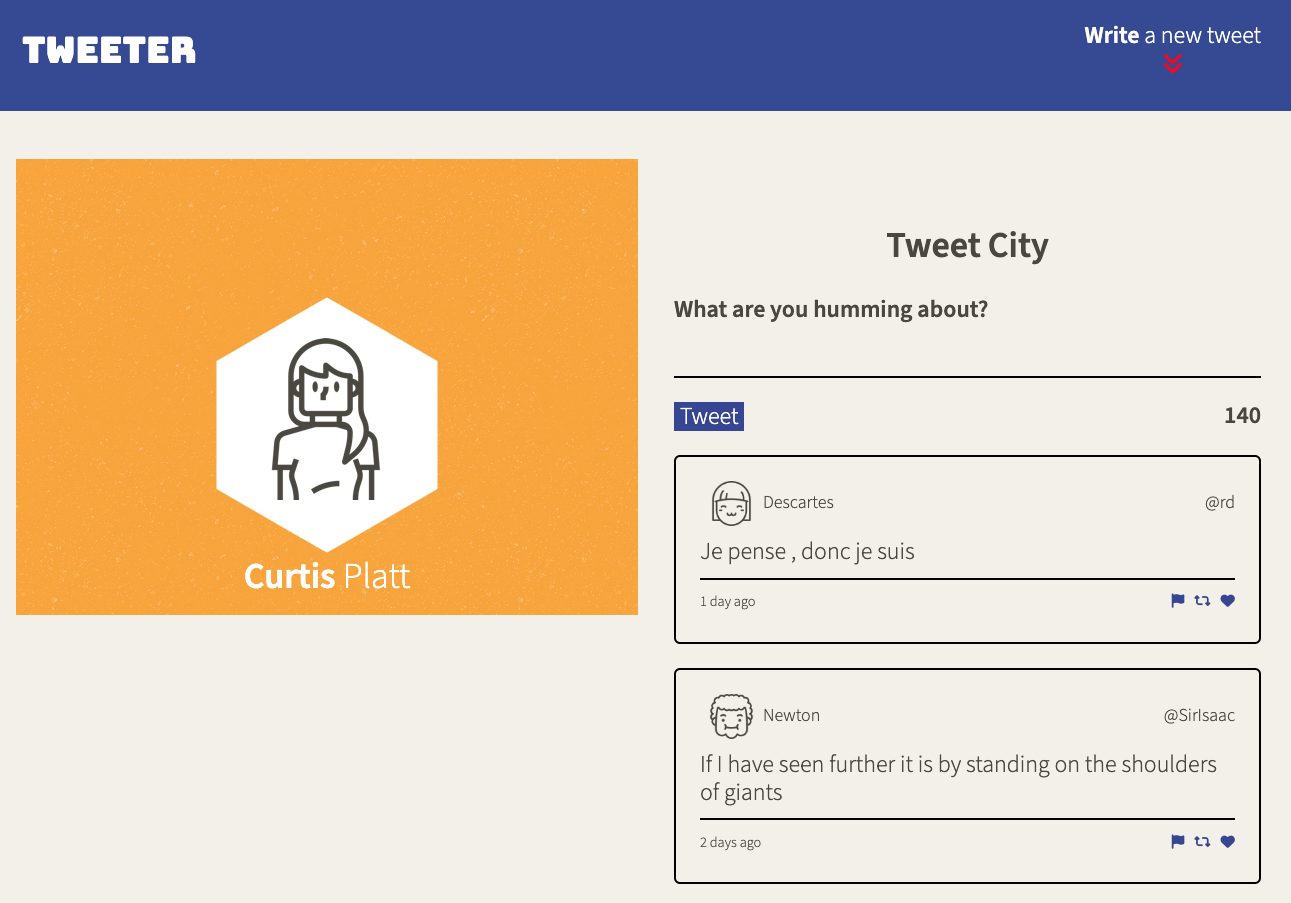 TWEETER
Write a new tweet
Curtis Platt
Tweet City
What are you humming about?
Tweet
140
Descartes
@rd
Je pense , donc je suis
1 day ago
Newton
@SirIsaac
If I have seen further it is by standing on the shoulders
of giants
2 days ago